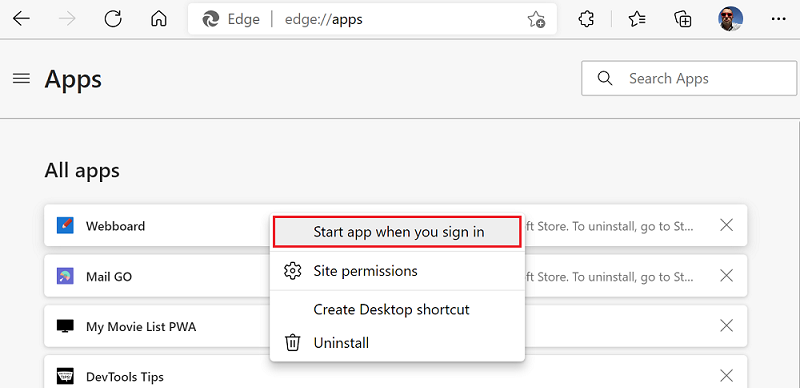 Edge | edge://apps
Apps
Search Apps
All apps
Webboard
ft Store. To uninstall, go to St...
Start app when you sign in
Mail GO
ft Store. To uninstall, go to St...
Site permissions
My Movie List PWA
Create Desktop shortcut
Uninstall
DevTools Tips